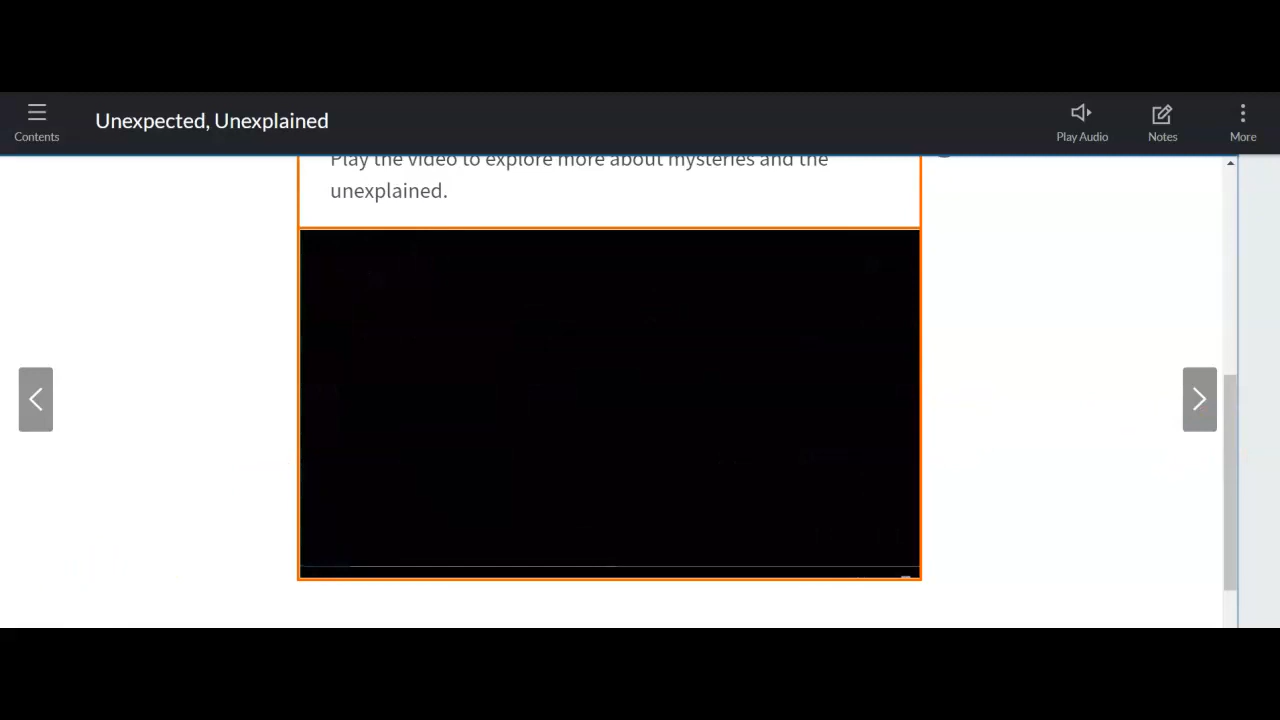 Contents
Unexpected, Unexplained
Play Audio
Notes
More
Play the video to explore more about mysteries and the
unexplained.